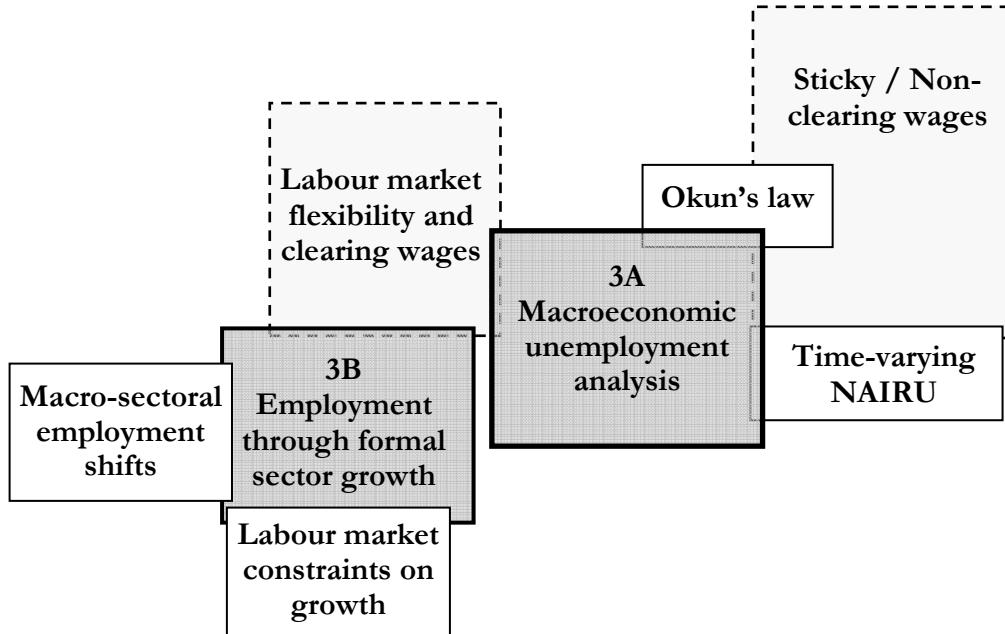 Sticky / Non-
clearing wages
Labour market
flexibility and
clearing wages
Okun’s law
3A
Macroeconomic
unemployment
analysis
Time-varying
NAIRU
3B
Employment
through formal
sector growth
Macro-sectoral
employment
shifts
Labour market
constraints on
growth